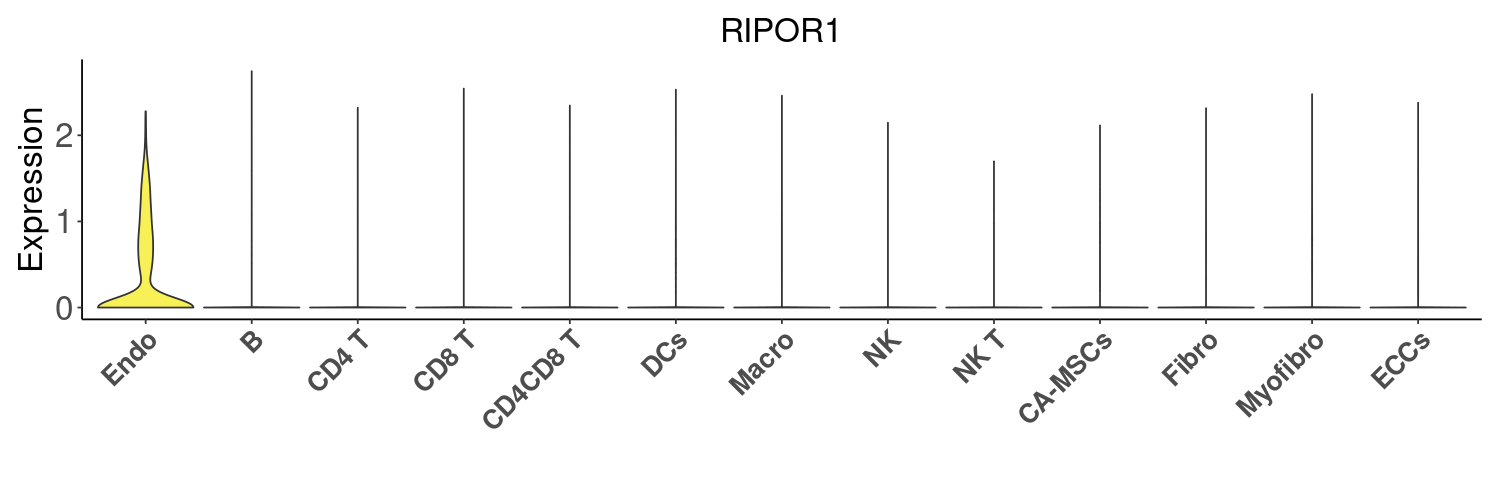 RIPOR1
Expression
2
1
0
Endo
B
CD4 T
CD8 T
CD4CD8 T
DCs
Macro
NK
NK T
CA-MSCs
Fibro
Myofibro
ECCs